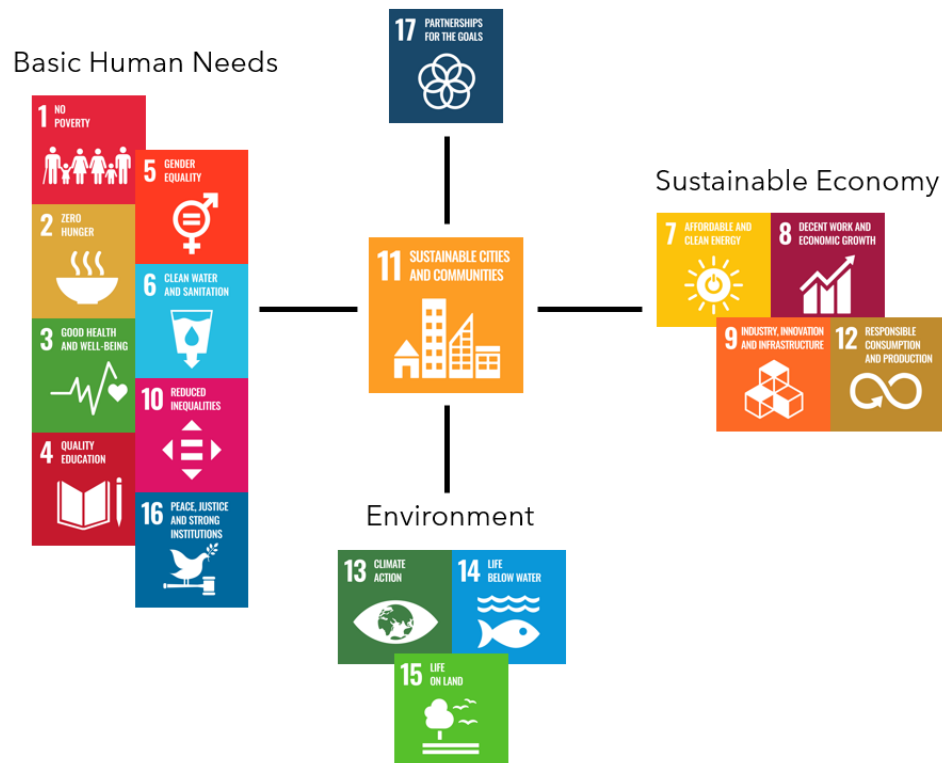 17 PARTNERSHIPS
FOR THE GOALS
Basic Human Needs
1 NO
POVERTY
5 GENDER
EQUALITY
2 ZERO
HUNGER
6 CLEAN WATER
AND SANITATION
3 GOOD HEALTH
AND WELL-BEING
10 REDUCED
INEQUALITIES
4 QUALITY
EDUCATION
16 PEACE, JUSTICE
AND STRONG
INSTITUTIONS
11 SUSTAINABLE CITIES
AND COMMUNITIES
Sustainable Economy
7 AFFORDABLE AND
CLEAN ENERGY
8 DECENT WORK AND
ECONOMIC GROWTH
9 INDUSTRY, INNOVATION
AND INFRASTRUCTURE
12 RESPONSIBLE
CONSUMPTION
AND PRODUCTION
Environment
13 CLIMATE
ACTION
14 LIFE
BELOW WATER
15 LIFE
ON LAND